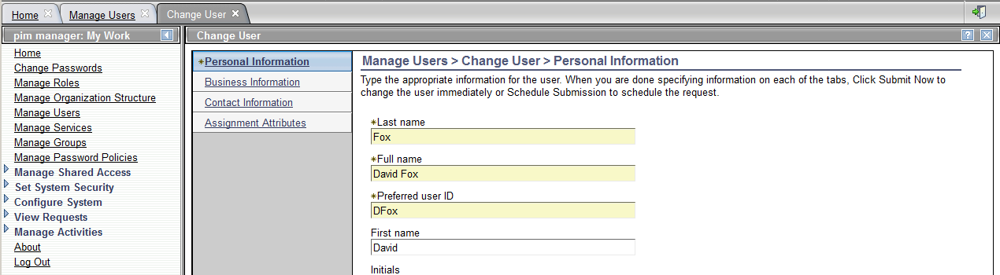 Home
Manage Users
Change User
pim manager: My Work
Change User
?
Home
Change Passwords
Manage Roles
Manage Organization Structure
Manage Users
Manage Services
Manage Groups
Manage Password Policies
Manage Shared Access
Set System Security
Configure System
View Requests
Manage Activities
About
Log Out
*Personal Information
Business Information
Contact Information
Assignment Attributes
Manage Users > Change User > Personal Information
Type the appropriate information for the user. When you are done specifying information on each of the tabs, Click Submit Now to
change the user immediately or Schedule Submission to schedule the request.
*Last name
Fox
*Full name
David Fox
*Preferred user ID
DFox
First name
David
Initials